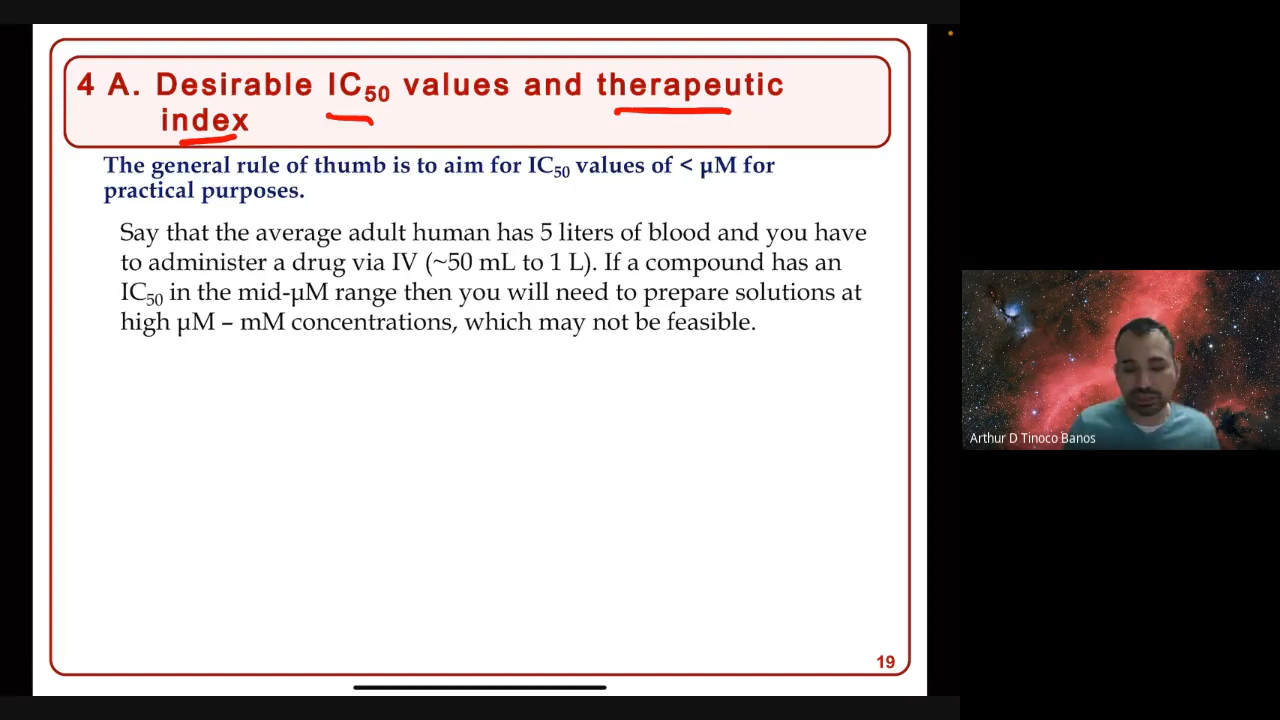 4 A. Desirable IC50 values and therapeutic
index
The general rule of thumb is to aim for IC50 values of < µM for
practical purposes.
Say that the average adult human has 5 liters of blood and you have
to administer a drug via IV (~50 mL to 1 L). If a compound has an
IC50 in the mid-µM range then you will need to prepare solutions at
high µM – mM concentrations, which may not be feasible.
19
Arthur D Tinoco Banos